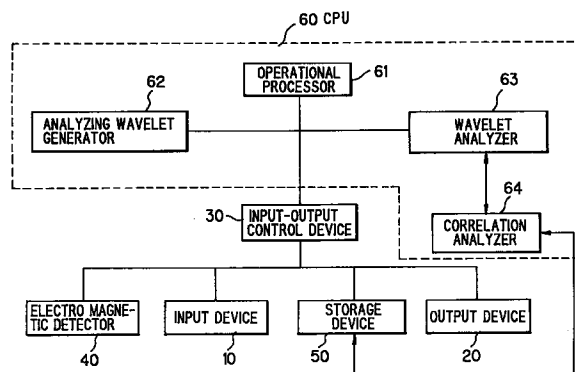 60 CPU
61
OPERATIONAL
PROCESSOR
62
63
ANALYZING WAVELET
GENERATOR
WAVELET
ANALYZER
64
30
INPUT-OUTPUT
CONTROL DEVICE
CORRELATION
ANALYZER
ELECTRO MAGNE-
TIC DETECTOR
INPUT DEVICE
STORAGE
DEVICE
OUTPUT DEVICE
40
10
50
20